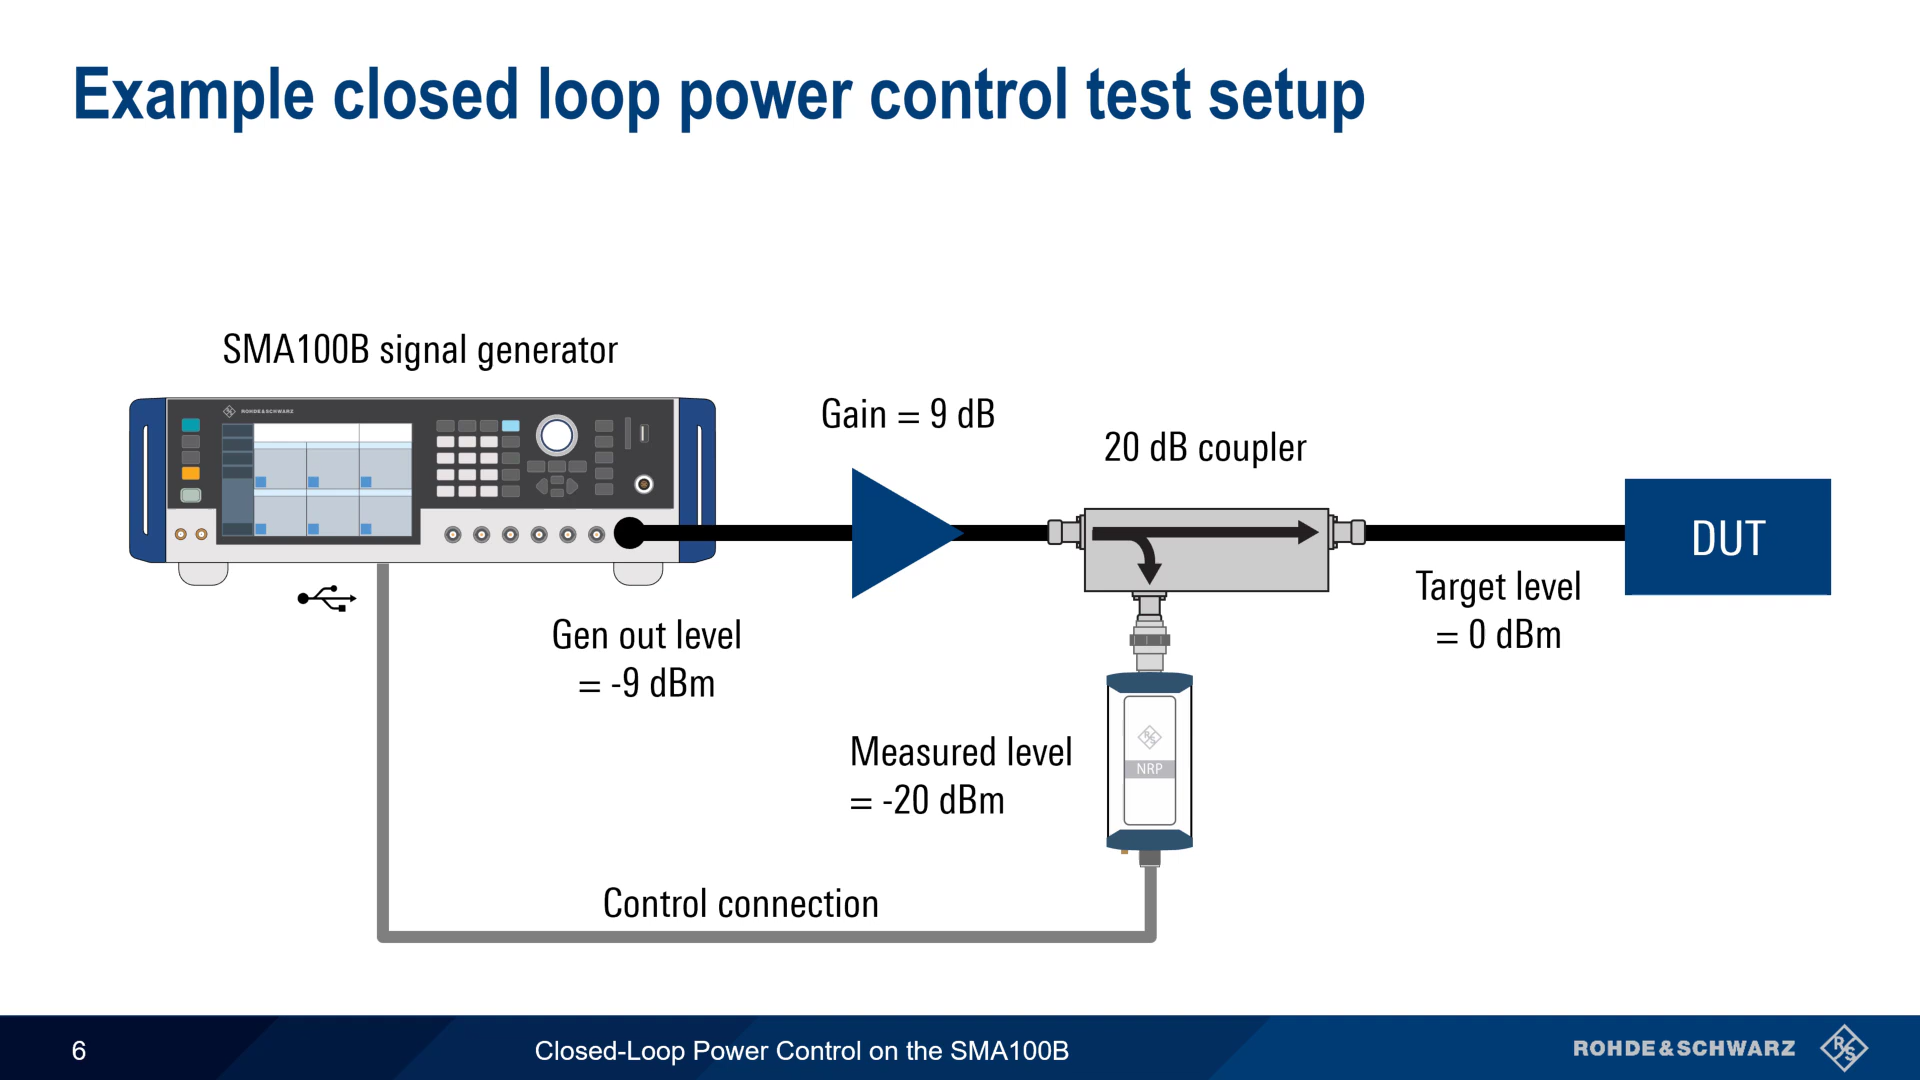 Example closed loop power control test setup
SMA100B signal generator
ROHDE&SCHWARZ
Gain = 9 dB
20 dB coupler
DUT
Target level
= 0 dBm
Gen out level
= -9 dBm
Measured level
= -20 dBm
NRP
Control connection
6
Closed-Loop Power Control on the SMA100B
ROHDE&SCHWARZ
R&S